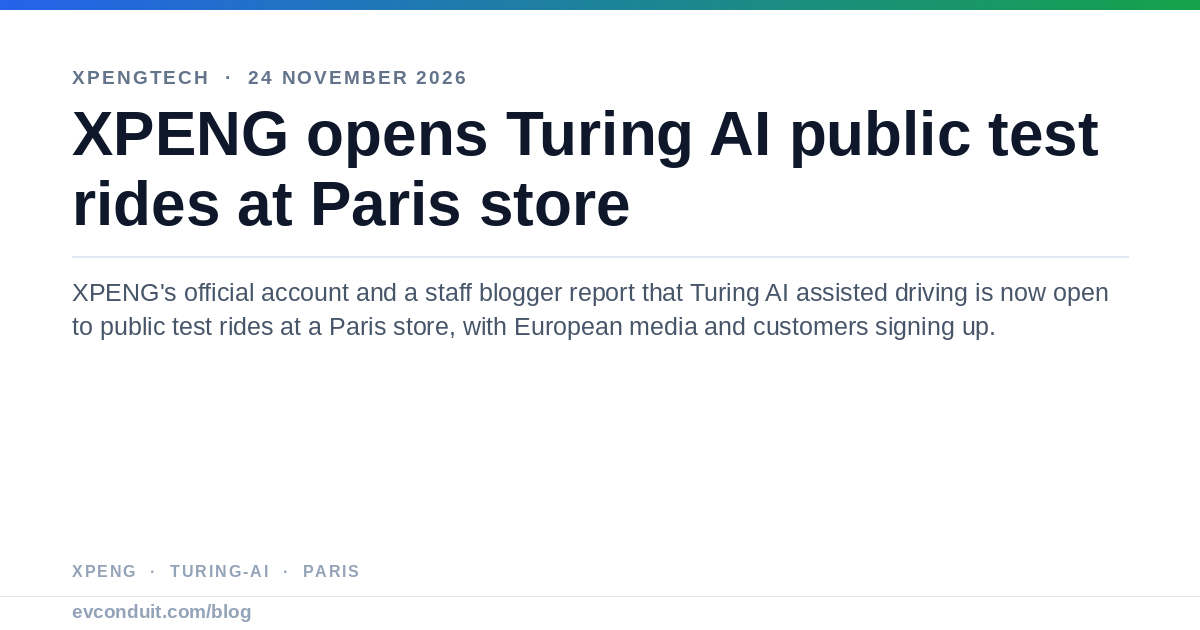 XPENGTECH · 24 NOVEMBER 2026
XPENG opens Turing AI public test
rides at Paris store
XPENG's official account and a staff blogger report that Turing AI assisted driving is now open
to public test rides at a Paris store, with European media and customers signing up.
XPENG · TURING-AI · PARIS
evconduit.com/blog